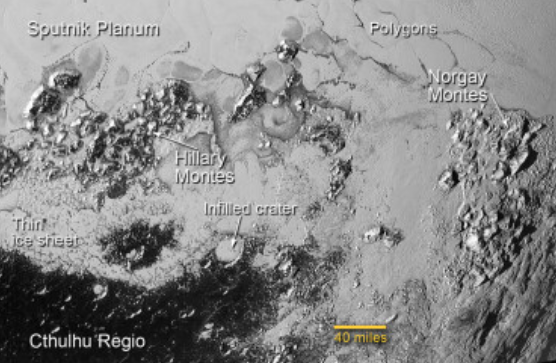 Sputnik Planum
Polygons
Norgay
Montes
Hillary
Montes
Infilled crater
Thin
ice sheet
40 miles
Cthulhu Regio